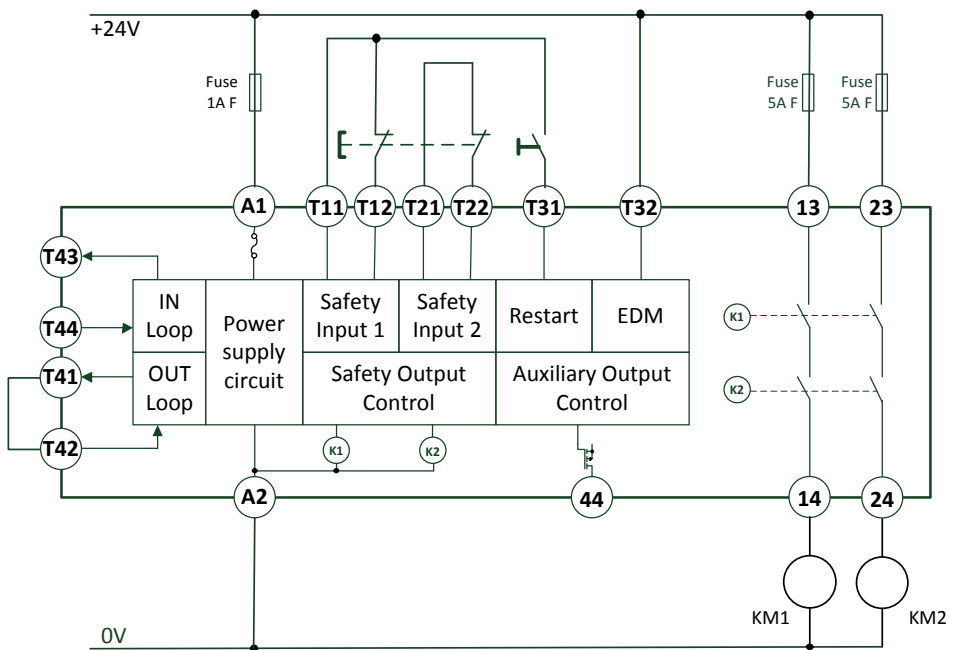 +24V
Fuse
1A F
Fuse
5A F
Fuse
5A F
A1
T11
T12
T21
T22
T31
T32
13
23
T43
T44
T41
T42
IN
Loop
OUT
Loop
Power
supply
circuit
Safety
Input 1
Safety
Input 2
Restart
EDM
Safety Output
Control
Auxiliary Output
Control
K1
K2
K1
K2
A2
44
14
24
KM1
KM2
0V